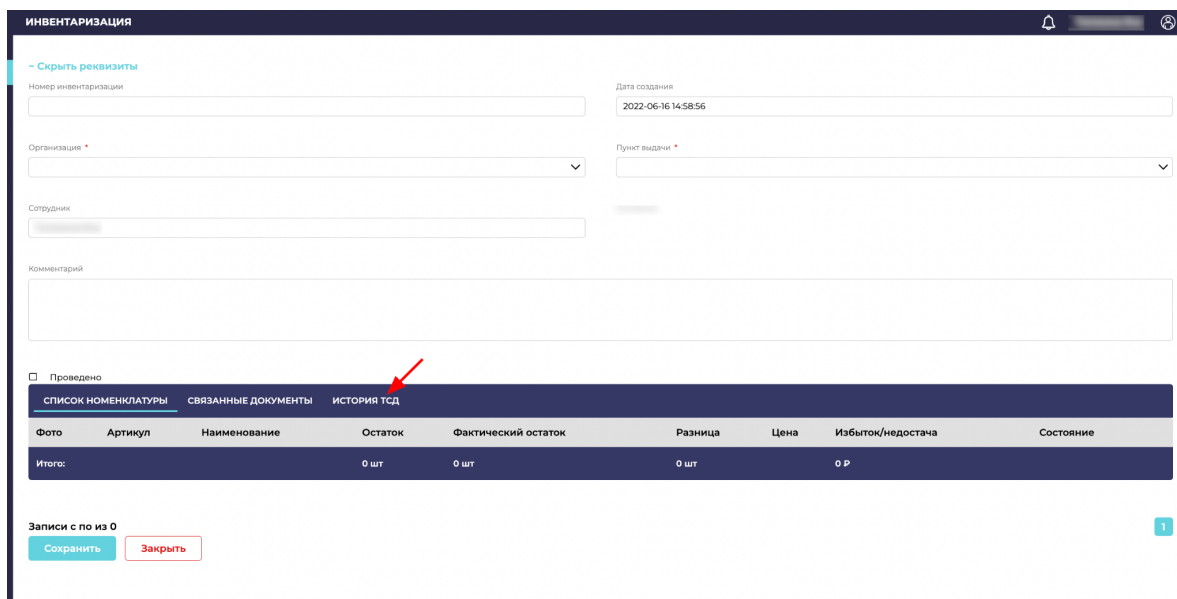 ИНВЕНТАРИЗАЦИЯ
– Скрыть реквизиты
Номер инвентаризации Дата создания
2022-06-16 14:58:56
Организация * Пункт выдачи *
Сотрудник
Комментарий
Проведено
СПИСОК НОМЕНКЛАТУРЫ СВЯЗАННЫЕ ДОКУМЕНТЫ ИСТОРИЯ ТСД
Фото Артикул Наименование Остаток Фактический остаток Разница Цена Избыток/недостача Состояние
Итого: 0 шт 0 шт 0 шт 0 ₽
Записи с по из 0 1
Сохранить Закрыть